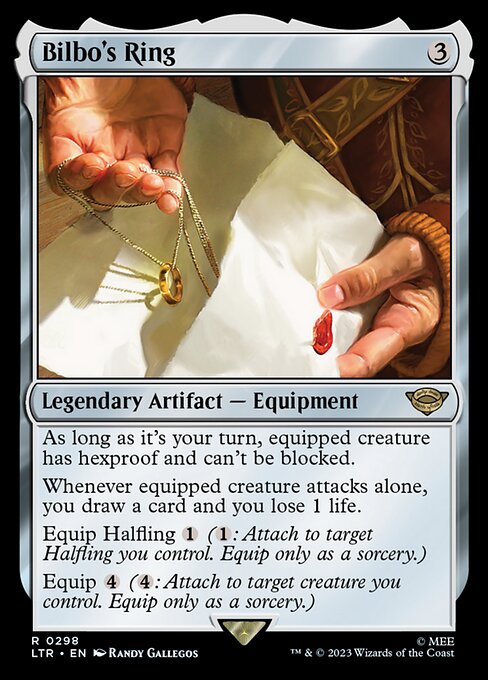 Bilbo's Ring 3
Legendary Artifact — Equipment
As long as it's your turn, equipped creature
has hexproof and can't be blocked.
Whenever equipped creature attacks alone,
you draw a card and you lose 1 life.
Equip Halfling 1 (1: Attach to target
Halfling you control. Equip only as a sorcery.)
Equip 4 (4: Attach to target creature you
control. Equip only as a sorcery.)
R 0298
LTR • EN Randy Gallegos
© MEE
™ & © 2023 Wizards of the Coast